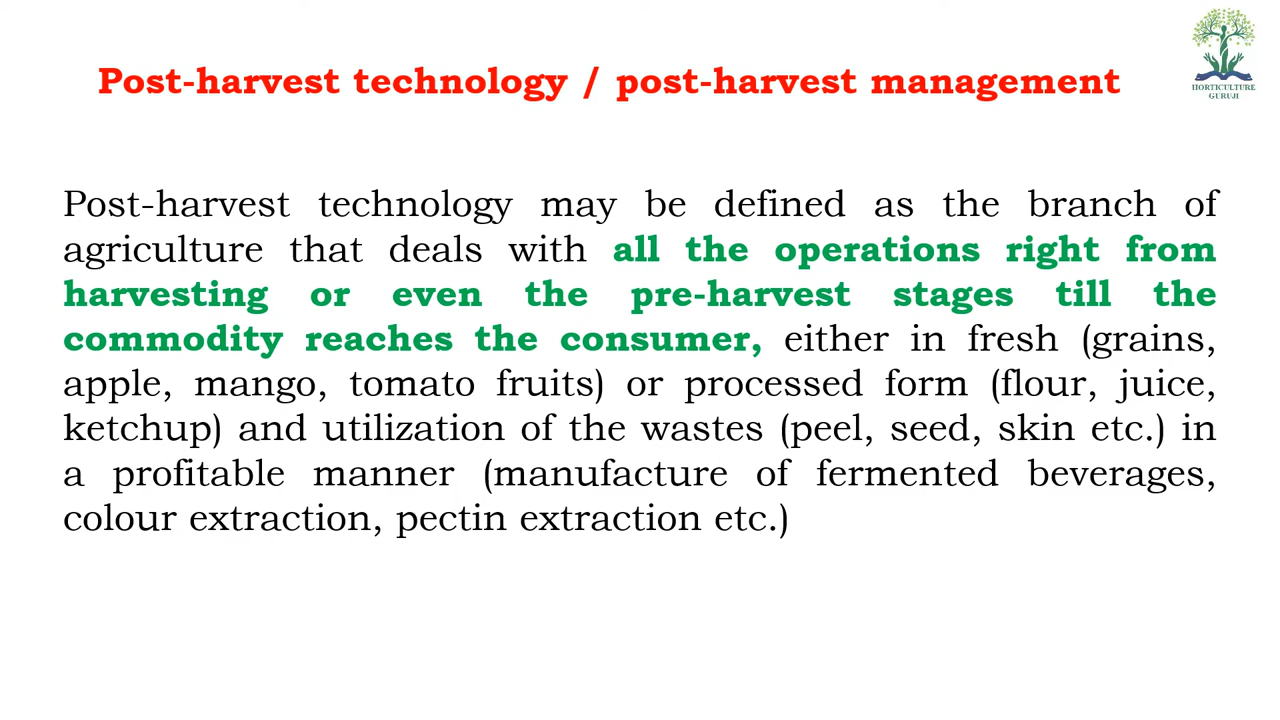 Post-harvest technology / post-harvest management
HORTICULTURE
GURUJI
Post-harvest technology may be defined as the branch of
agriculture that deals with all the operations right from
harvesting or even the pre-harvest stages till the
commodity reaches the consumer, either in fresh (grains,
apple, mango, tomato fruits) or processed form (flour, juice,
ketchup) and utilization of the wastes (peel, seed, skin etc.) in
a profitable manner (manufacture of fermented beverages,
colour extraction, pectin extraction etc.)